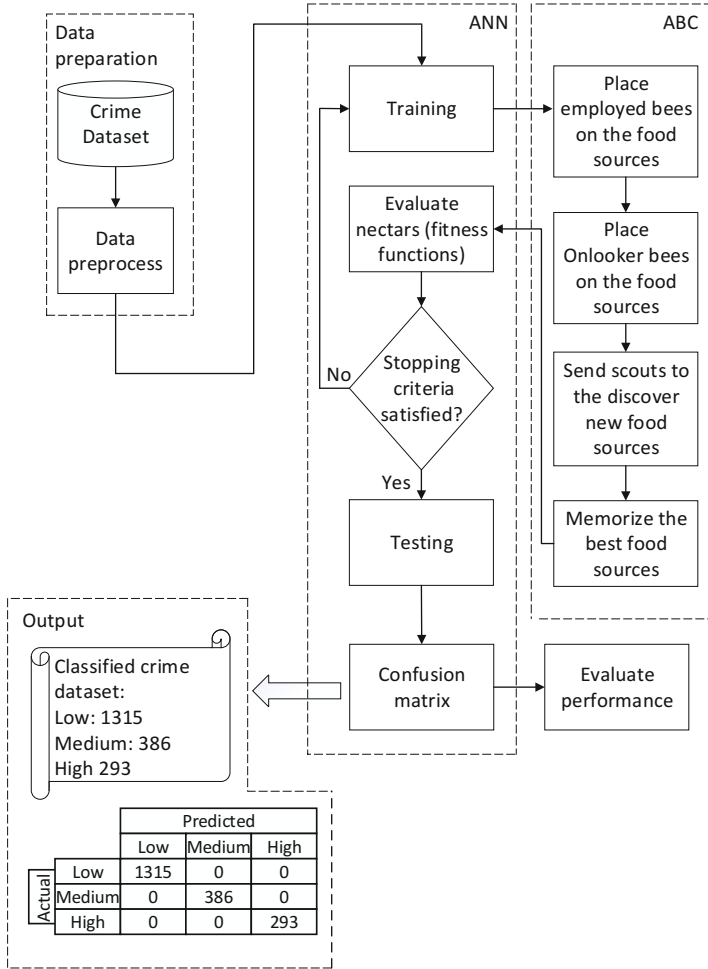 Data
preparation
Crime
Dataset
Data
preprocess
ANN
Training
Evaluate
nectars (fitness
functions)
No
Stopping
criteria
satisfied?
Yes
Testing
Confusion
matrix
ABC
Place
employed bees
on the food
sources
Place
Onlooker bees
on the food
sources
Send scouts to
the discover
new food
sources
Memorize the
best food
sources
Evaluate
performance
Output
Classified crime
dataset:
Low: 1315
Medium: 386
High 293
Predicted
Low Medium High
Actual
Low 1315 0 0
Medium 0 386 0
High 0 0 293